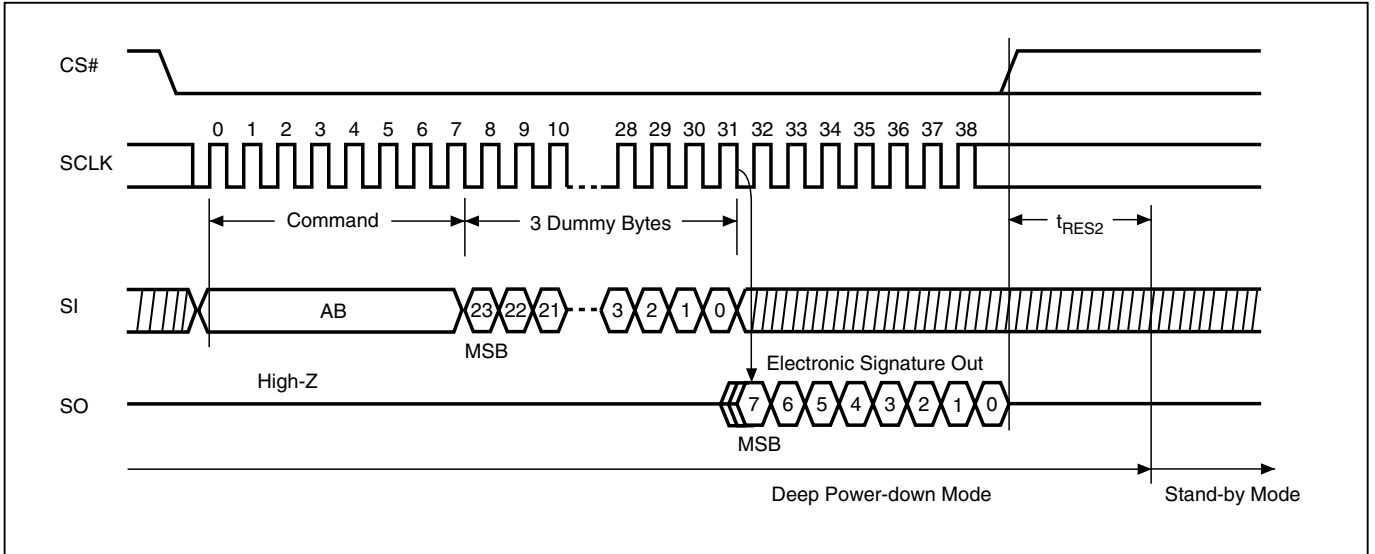 CS#
0 1 2 3 4 5 6 7 8 9 10 28 29 30 31 32 33 34 35 36 37 38
SCLK
Command 3 Dummy Bytes tRES2
SI AB 23 22 21 3 2 1 0
MSB
High-Z Electronic Signature Out
SO 7 6 5 4 3 2 1 0
MSB
Deep Power-down Mode Stand-by Mode